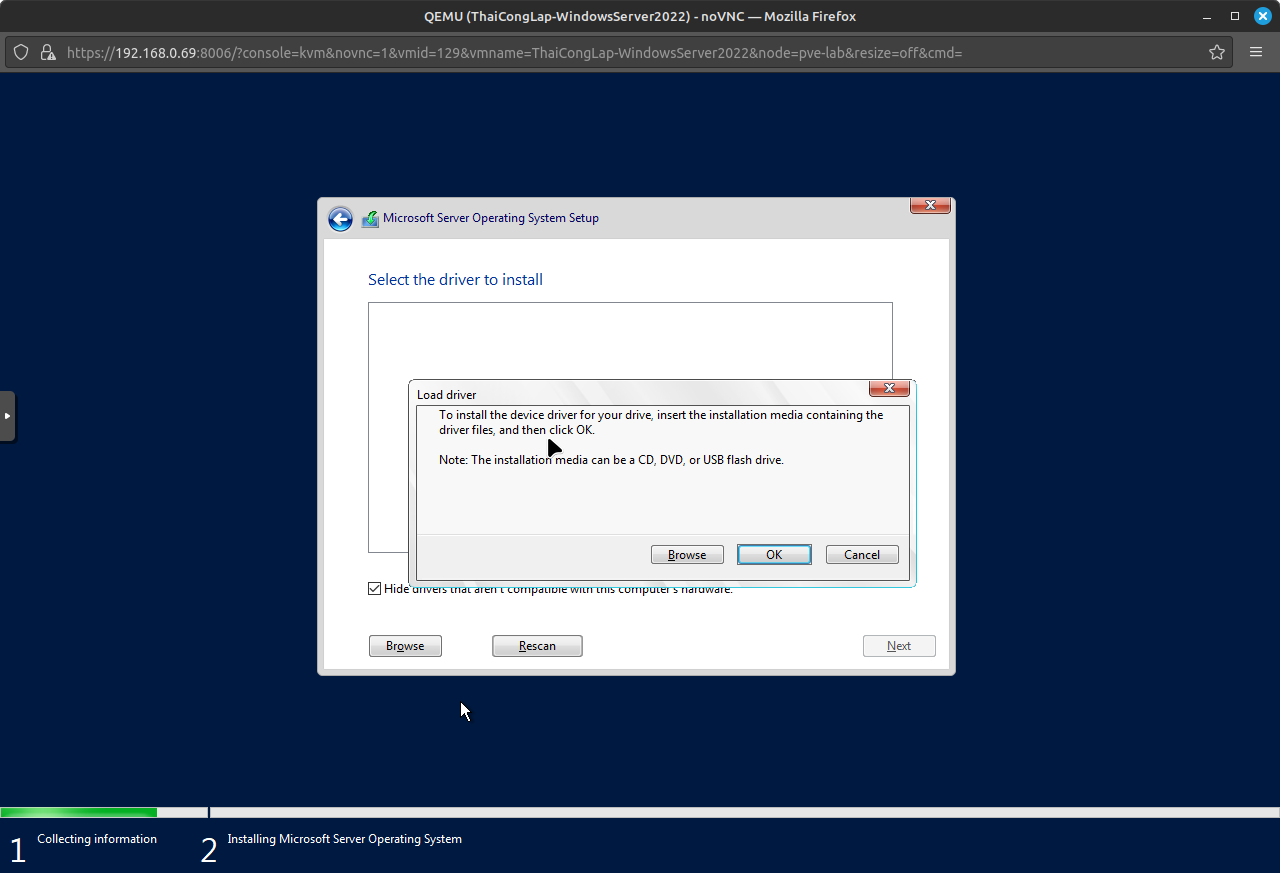 QEMU (ThaiCongLap-WindowsServer2022) - noVNC — Mozilla Firefox
https://192.168.0.69:8006/?console=kvm&novnc=1&vmid=129&vmname=ThaiCongLap-WindowsServer2022&node=pve-lab&resize=off&cmd=
Microsoft Server Operating System Setup
Select the driver to install
Load driver
To install the device driver for your drive, insert the installation media containing the
driver files, and then click OK.
Note: The installation media can be a CD, DVD, or USB flash drive.
Browse OK Cancel
Hide drivers that aren't compatible with this computer's hardware.
Browse Rescan Next
1 Collecting information 2 Installing Microsoft Server Operating System